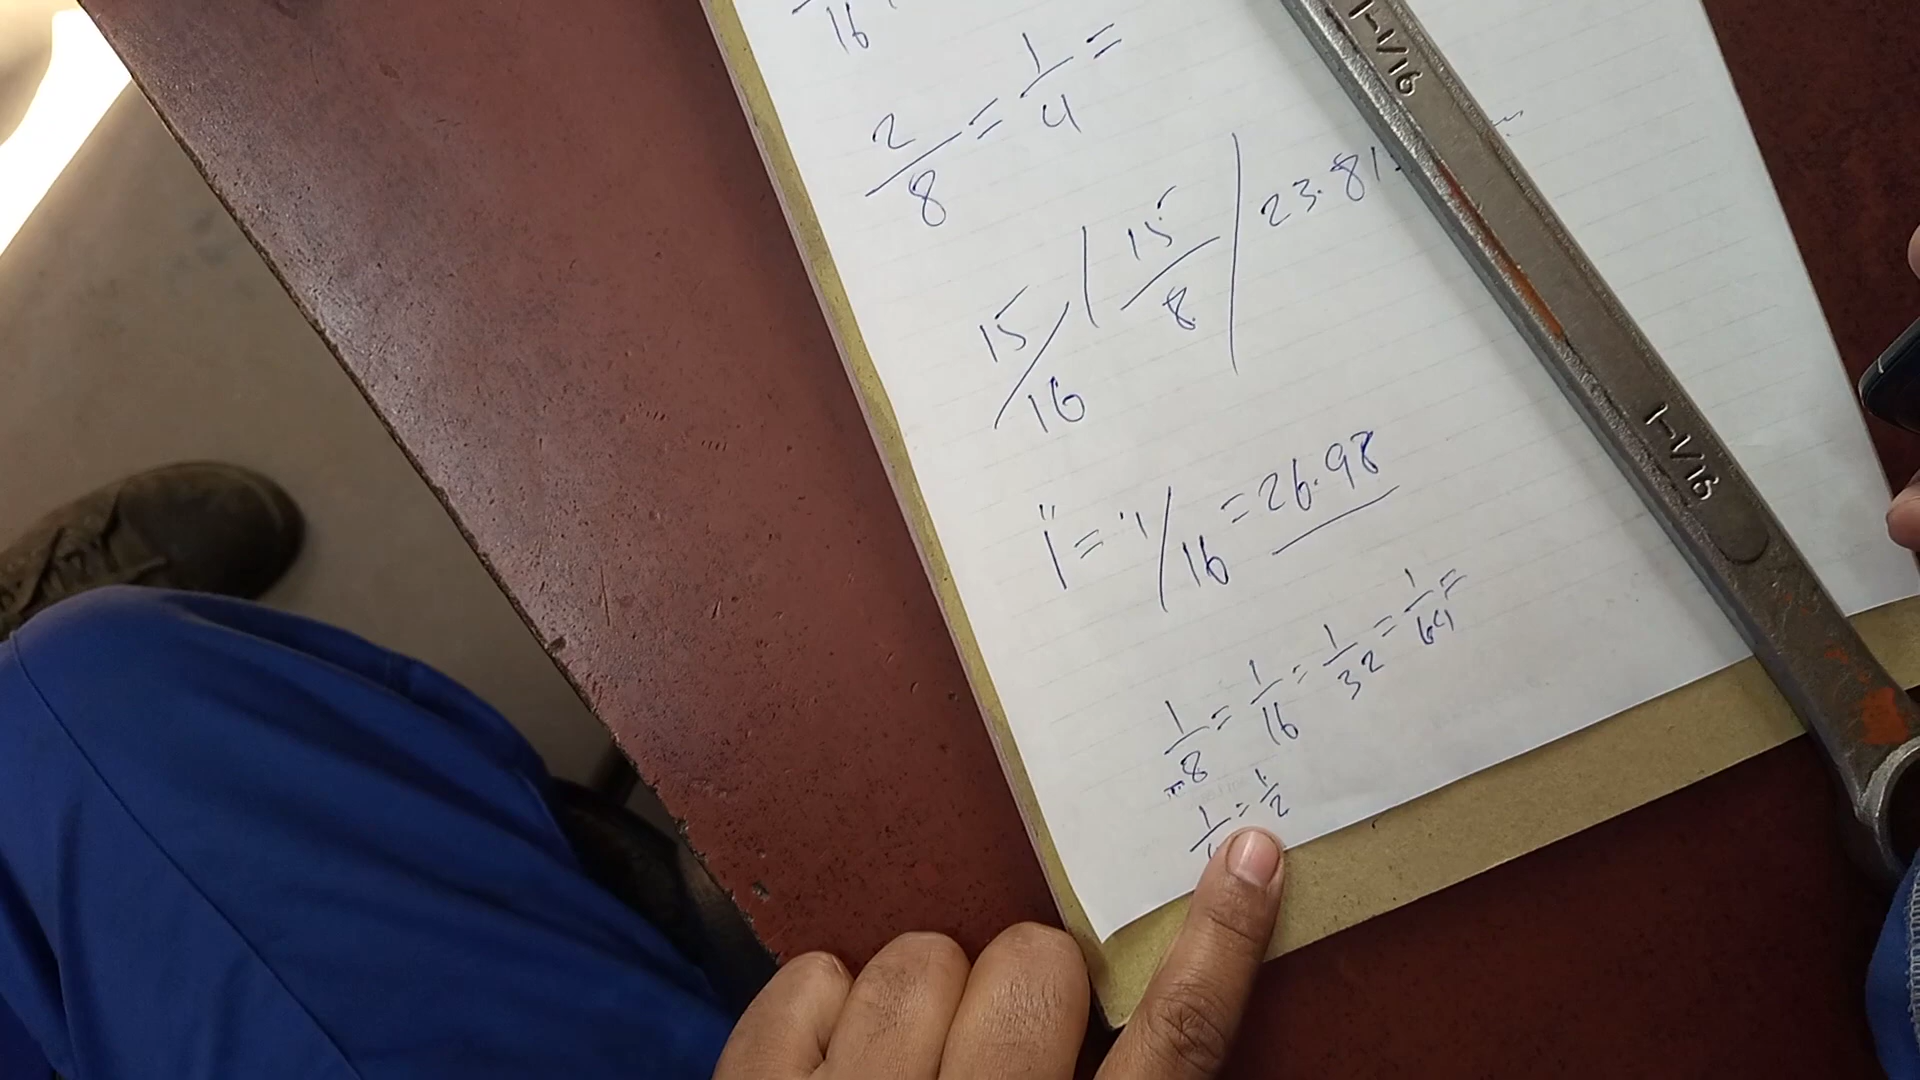 16
2/8 = 1/4 =
15/16 | 15/8 | 23.81
1" = 1/16 = 26.98
1/8 = 1/16 = 1/32 = 1/64 =
= 1/2
1-1/16
1-1/16